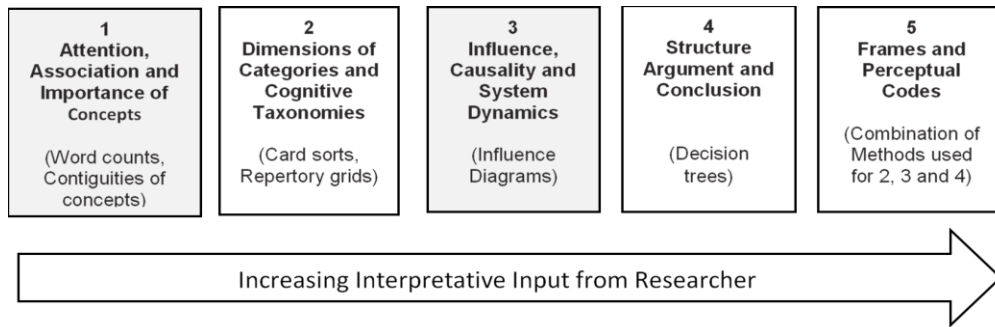 1
Attention,
Association and
Importance of
Concepts
(Word counts,
Contiguities of
concepts)
2
Dimensions of
Categories and
Cognitive
Taxonomies
(Card sorts,
Repertory grids)
3
Influence,
Causality and
System
Dynamics
(Influence
Diagrams)
4
Structure
Argument and
Conclusion
(Decision
trees)
5
Frames and
Perceptual
Codes
(Combination of
Methods used
for 2, 3 and 4)
Increasing Interpretative Input from Researcher